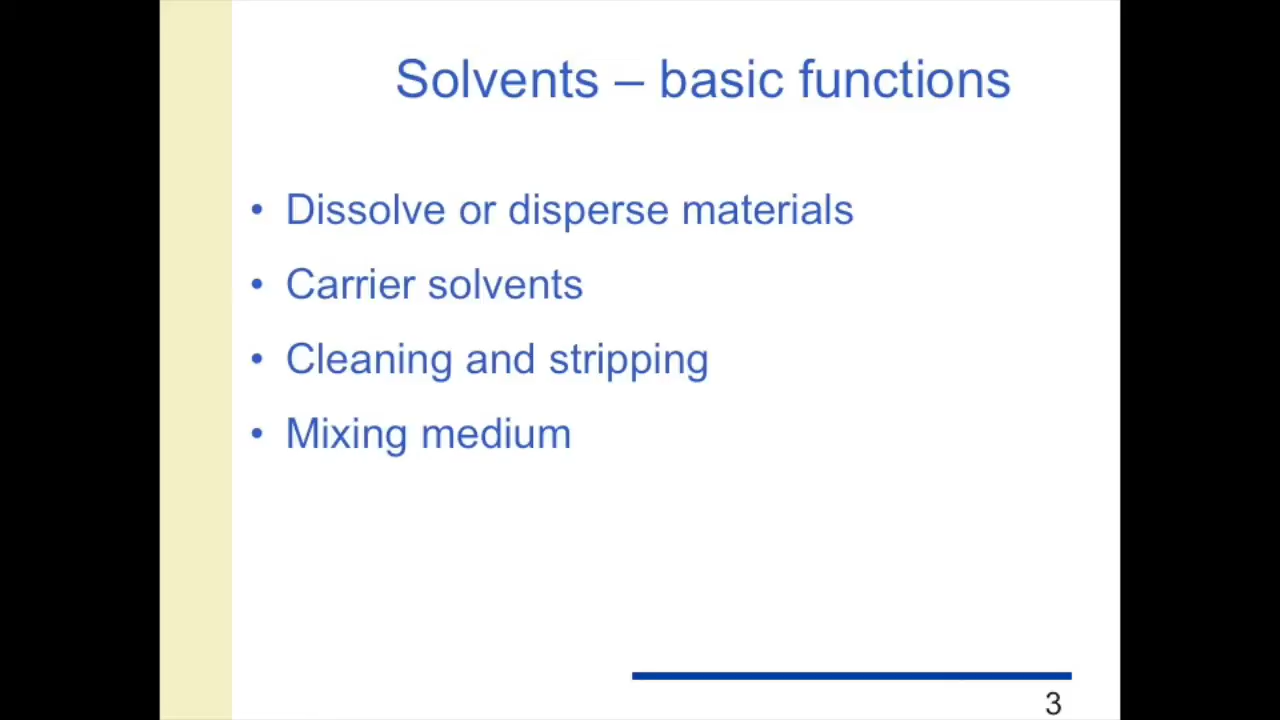 Solvents – basic functions
• Dissolve or disperse materials
• Carrier solvents
• Cleaning and stripping
• Mixing medium
3